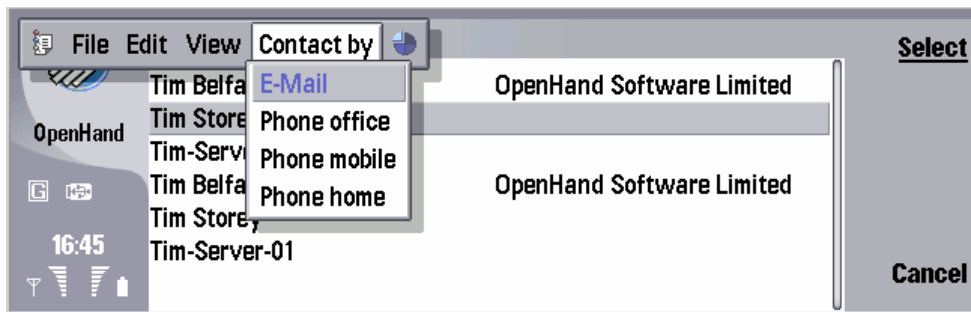 File Edit View Contact by
Select
E-Mail
Phone office
Phone mobile
Phone home
Tim Belfa OpenHand Software Limited
Tim Store
Tim-Serv
Tim Belfa OpenHand Software Limited
Tim Storey
Tim-Server-01
OpenHand
G
16:45
Cancel